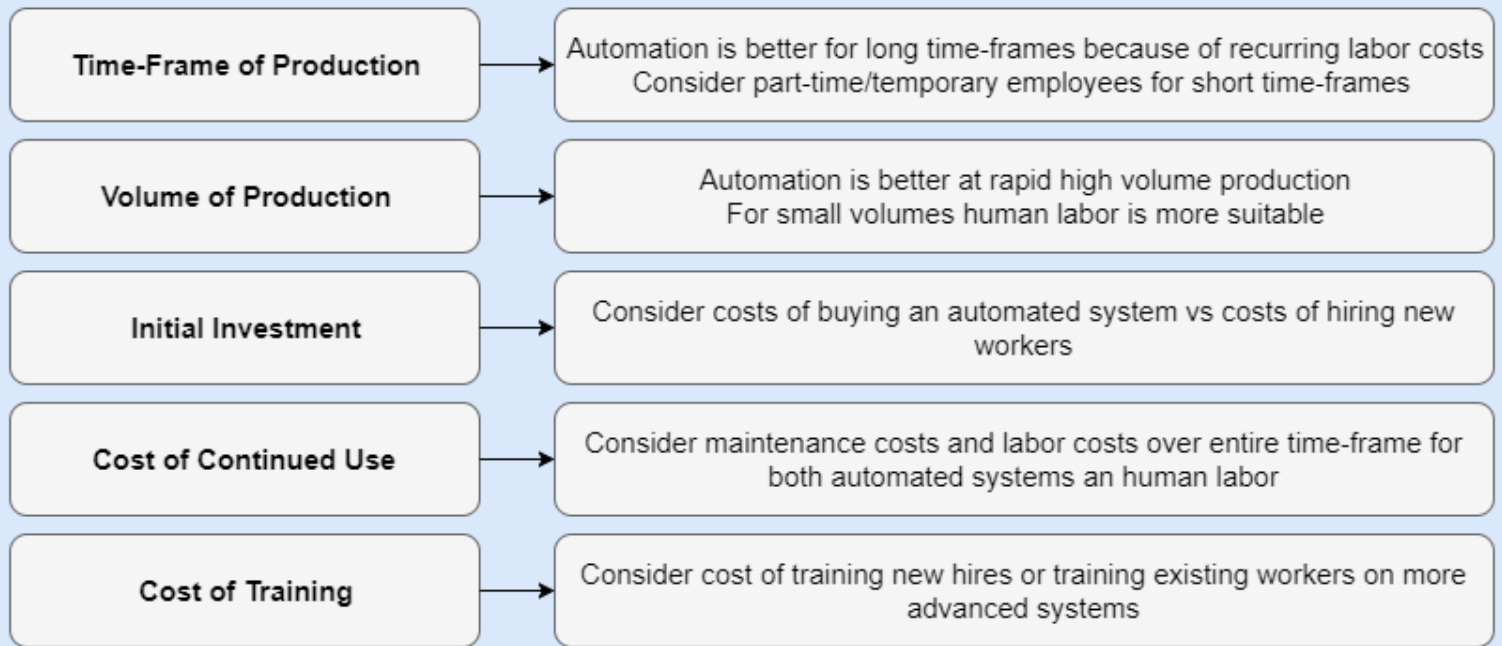 Time-Frame of Production
Automation is better for long time-frames because of recurring labor costs
Consider part-time/temporary employees for short time-frames
Volume of Production
Automation is better at rapid high volume production
For small volumes human labor is more suitable
Initial Investment
Consider costs of buying an automated system vs costs of hiring new
workers
Cost of Continued Use
Consider maintenance costs and labor costs over entire time-frame for
both automated systems an human labor
Cost of Training
Consider cost of training new hires or training existing workers on more
advanced systems